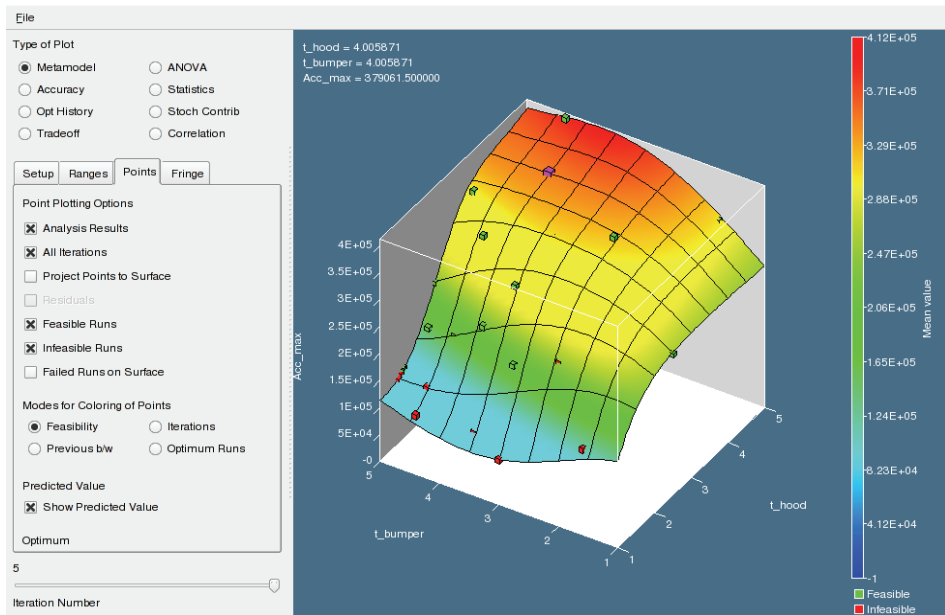 File
Type of Plot
Metamodel ANOVA
Accuracy Statistics
Opt History Stoch Contrib
Tradeoff Correlation
Setup Ranges Points Fringe
Point Plotting Options
Analysis Results
All Iterations
Project Points to Surface
Residuals
Feasible Runs
Infeasible Runs
Failed Runs on Surface
Modes for Coloring of Points
Feasibility Iterations
Previous b/w Optimum Runs
Predicted Value
Show Predicted Value
Optimum
5
Iteration Number
t_hood = 4.005871
t_bumper = 4.005871
Acc_max = 379061.500000
4E+05
3.5E+05
3E+05
2.5E+05
2E+05
1.5E+05
1E+05
5E+04
-0
Acc_max
5
4
3
2
1
t_bumper
1
2
3
4
5
t_hood
4.12E+05
3.71E+05
3.29E+05
2.88E+05
2.47E+05
2.06E+05
1.65E+05
1.24E+05
8.23E+04
4.12E+04
-1
Mean value
Feasible
Infeasible